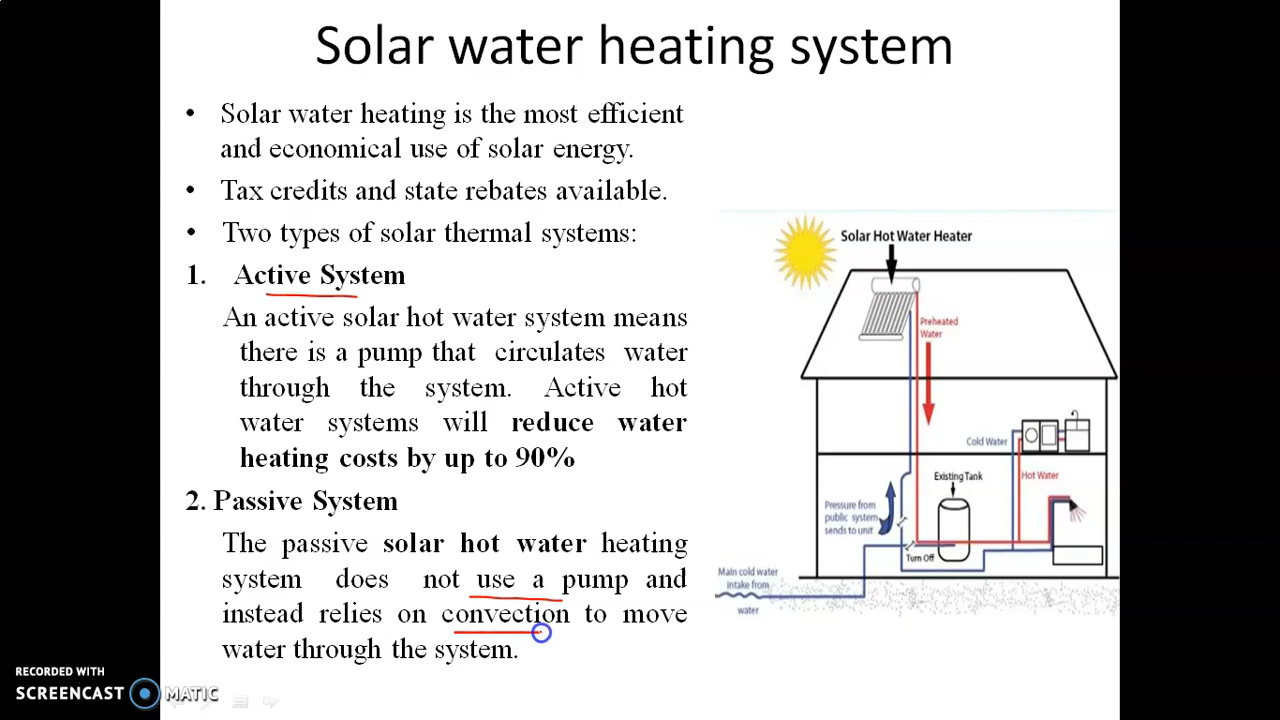 Solar water heating system
• Solar water heating is the most efficient
and economical use of solar energy.
• Tax credits and state rebates available.
• Two types of solar thermal systems:
1. Active System
An active solar hot water system means
there is a pump that circulates water
through the system. Active hot
water systems will reduce water
heating costs by up to 90%
2. Passive System
The passive solar hot water heating
system does not use a pump and
instead relies on convection to move
water through the system.
Solar Hot Water Heater
Preheated
Water
Cold Water
Existing Tank
Hot Water
Pressure from
public system
sends to unit
Turn Off
Main cold water
intake from
water
RECORDED WITH
SCREENCAST MATIC